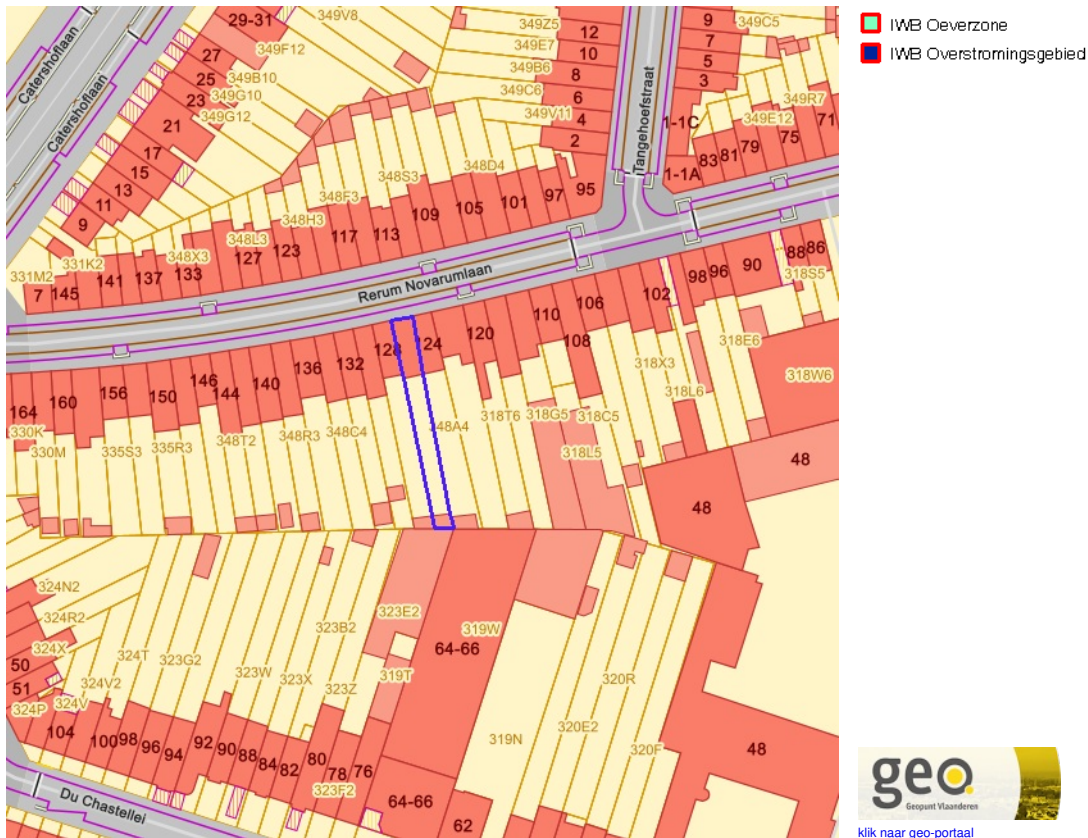 IWB Oeverzone
IWB Overstromingsgebied
29-31
349V8
349Z5
12
9
349C5
349F12
27
349E7
10
7
25
349B10
349B6
8
5
23
349G10
349C6
6
3
349R7
349G12
349V11
4
349E12
71
21
2
1-1C
75
79
81
83
17
348D4
1-1A
15
348S3
13
348F3
95
11
97
101
105
109
9
348H3
113
117
348L3
123
127
348X3
133
331K2
137
331M2
141
7
145
Catershoflaan
Catershoflaan
Tangehoefstraat
Rerum Novarumlaan
86
88
90
318S5
96
98
102
106
110
108
318E6
120
24
128
132
136
140
146
144
150
156
160
164
318X3
318L6
318W6
330K
330M
335S3
335R3
348T2
348R3
348C4
348A4
318T6
318G5
318C5
318L5
48
48
324N2
324R2
324X
50
51
324P
324V
324V2
324T
323G2
323W
323X
323Z
323B2
323E2
319W
64-66
319T
320R
320E2
320F
319N
48
104
100
98
96
94
92
90
88
84
82
80
78
76
323F2
64-66
62
Du Chastellei
geo
Geopunt Vlaanderen
klik naar geo-portaal